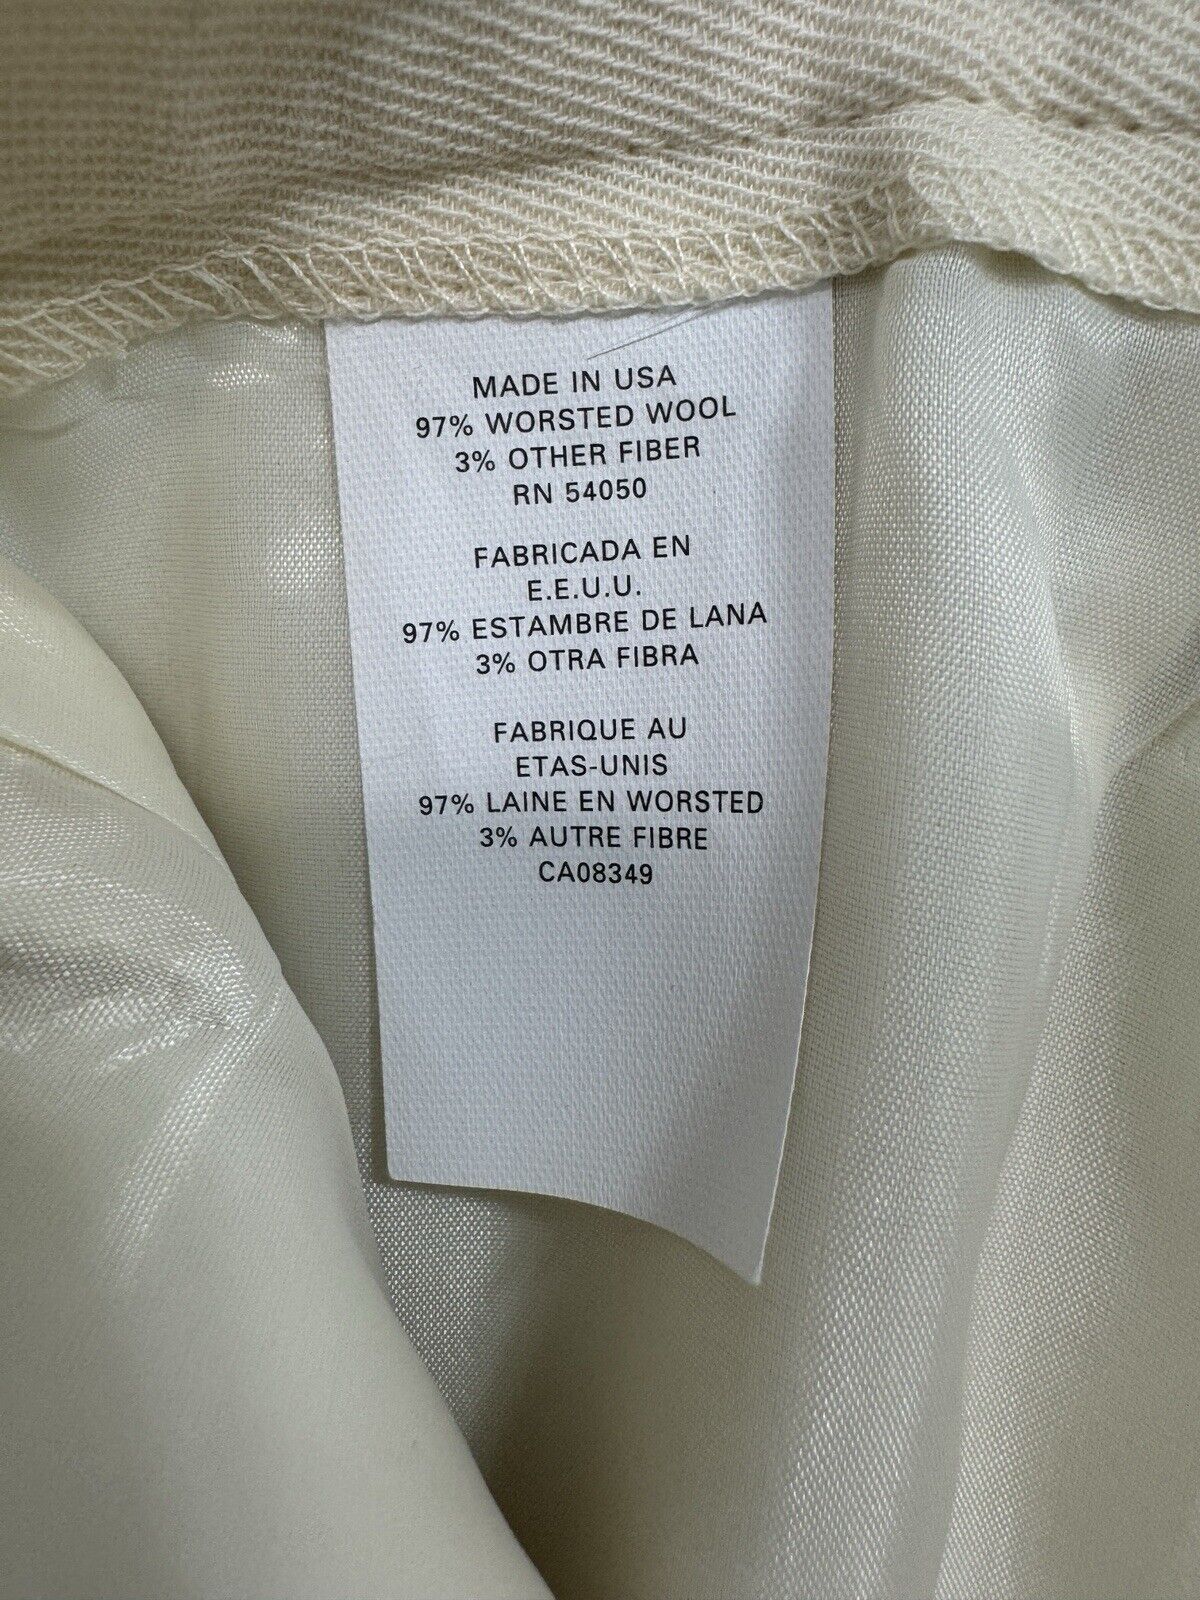 MADE IN USA
97% WORSTED WOOL
3% OTHER FIBER
RN 54050
FABRICADA EN
E.E.U.U.
97% ESTAMBRE DE LANA
3% OTRA FIBRA
FABRIQUE AU
ETAS-UNIS
97% LAINE EN WORSTED
3% AUTRE FIBRE
CA08349